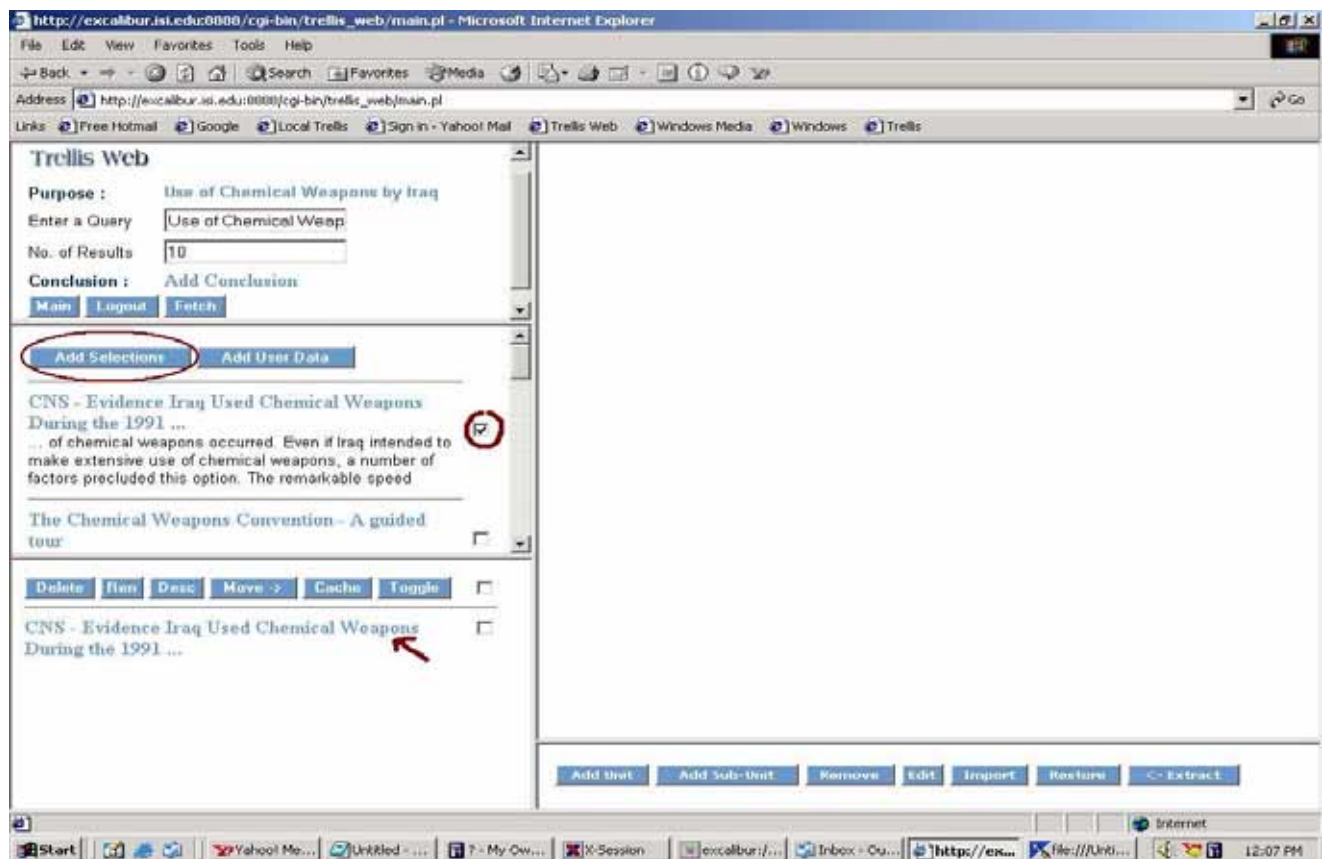 http://excalibur.isi.edu:8080/cgi-bin/trellis_web/main.pl - Microsoft Internet Explorer
File Edit View Favorites Tools Help
Back Search Favorites Media
Address http://excalibur.isi.edu:8080/cgi-bin/trellis_web/main.pl Go
Links Free Hotmail Google Local Trellis Sign in - Yahoo! Mail Trellis Web Windows Media Windows Trellis
Trellis Web
Purpose : Use of Chemical Weapons by Iraq
Enter a Query Use of Chemical Weap
No. of Results 10
Conclusion : Add Conclusion
Main Logout Fetch
Add Selections Add User Data
CNS - Evidence Iraq Used Chemical Weapons
During the 1991 ...
... of chemical weapons occurred. Even if Iraq intended to
make extensive use of chemical weapons, a number of
factors precluded this option. The remarkable speed
The Chemical Weapons Convention - A guided
tour
Delete Ren Desc Move -> Cache Toggle
CNS - Evidence Iraq Used Chemical Weapons
During the 1991 ...
Add Unit Add Sub-Unit Remove Edit Import Restore <- Extract
Internet
Start Yahoo! Me... Untitled - ... ? - My Ow... X-Session excalibur:/... Inbox - Ou... http://ex... file:///Unti... 12:07 PM